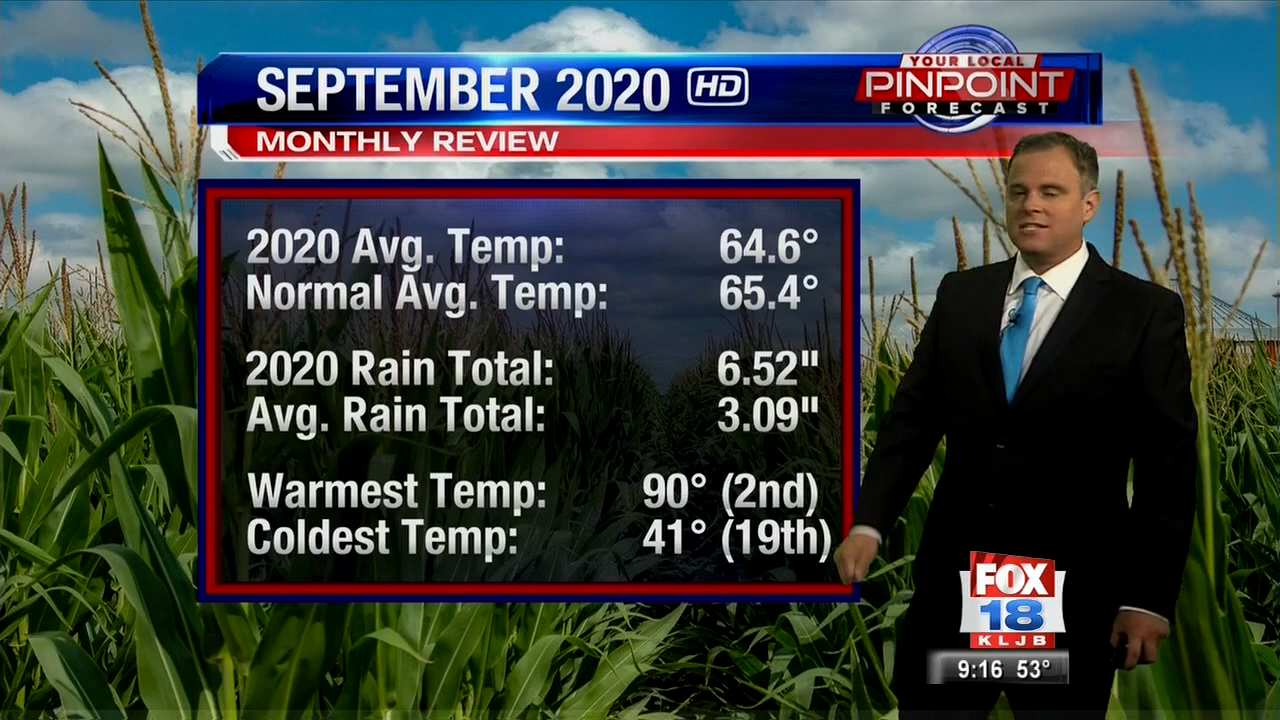 SEPTEMBER 2020 HD
YOUR LOCAL
PINPOINT
FORECAST
MONTHLY REVIEW
2020 Avg. Temp: 64.6°
Normal Avg. Temp: 65.4°
2020 Rain Total: 6.52"
Avg. Rain Total: 3.09"
Warmest Temp: 90° (2nd)
Coldest Temp: 41° (19th)
FOX
18
KLJB
9:16 53°